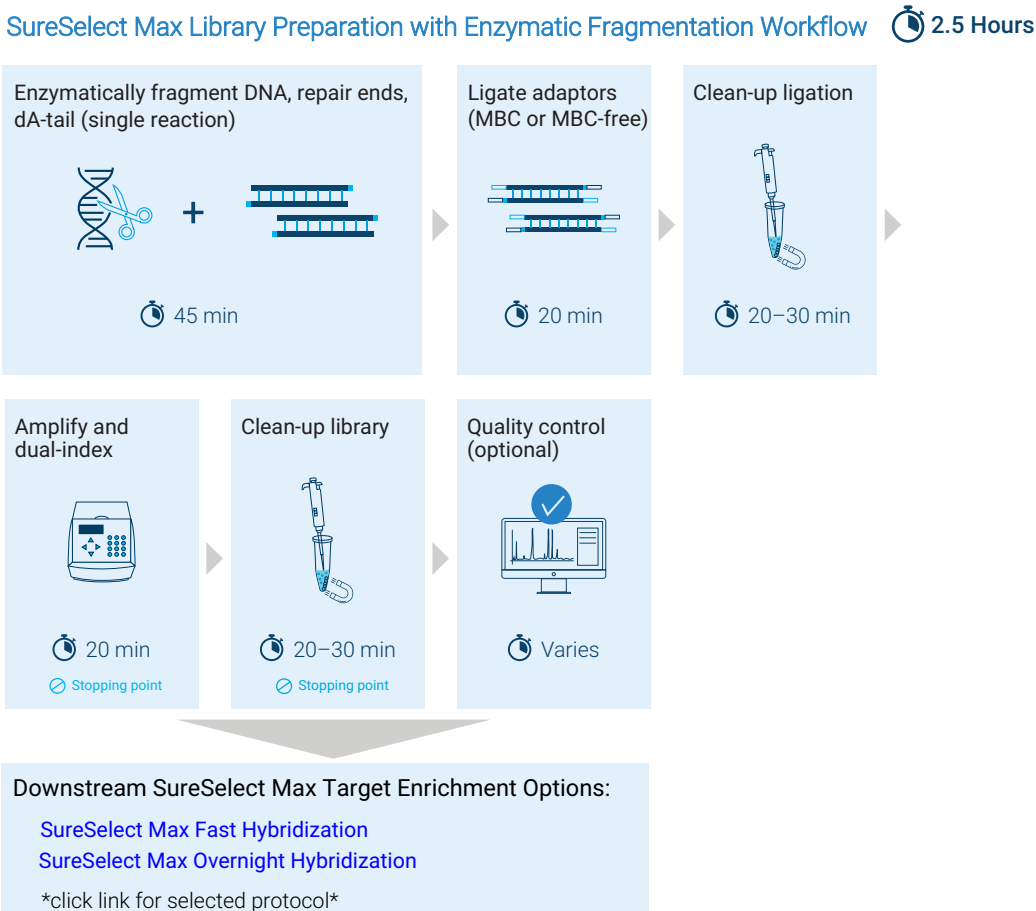 SureSelect Max Library Preparation with Enzymatic Fragmentation Workflow
2.5 Hours
Enzymatically fragment DNA, repair ends,
dA-tail (single reaction)
45 min
Ligate adaptors
(MBC or MBC-free)
20 min
Clean-up ligation
20–30 min
Amplify and
dual-index
20 min
Stopping point
Clean-up library
20–30 min
Stopping point
Quality control
(optional)
Varies
Downstream SureSelect Max Target Enrichment Options:
SureSelect Max Fast Hybridization
SureSelect Max Overnight Hybridization
*click link for selected protocol*